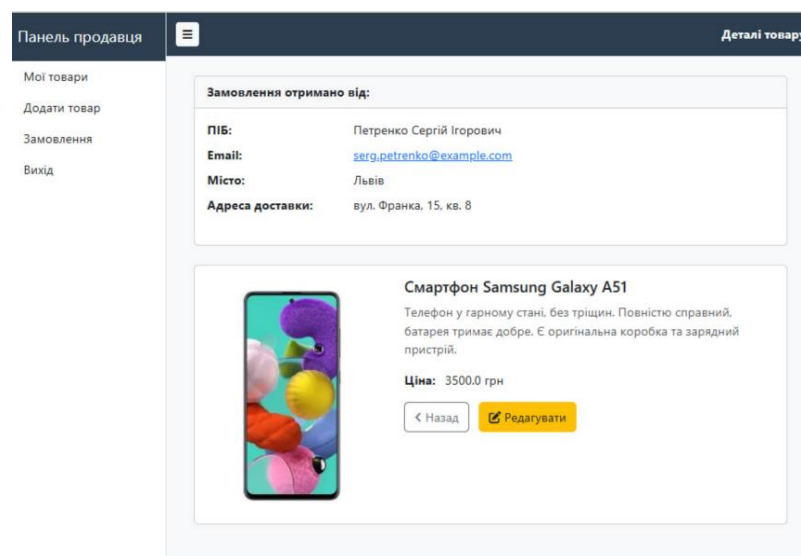 Панель продавця
Деталі товару
Мої товари
Додати товар
Замовлення
Вихід
Замовлення отримано від:
ПІБ: Петренко Сергій Ігорович
Email: serg.petrenko@example.com
Місто: Львів
Адреса доставки: вул. Франка, 15, кв. 8
Смартфон Samsung Galaxy A51
Телефон у гарному стані, без тріщин. Повністю справний,
батарея тримає добре. Є оригінальна коробка та зарядний
пристрій.
Ціна: 3500.0 грн
Назад
Редагувати